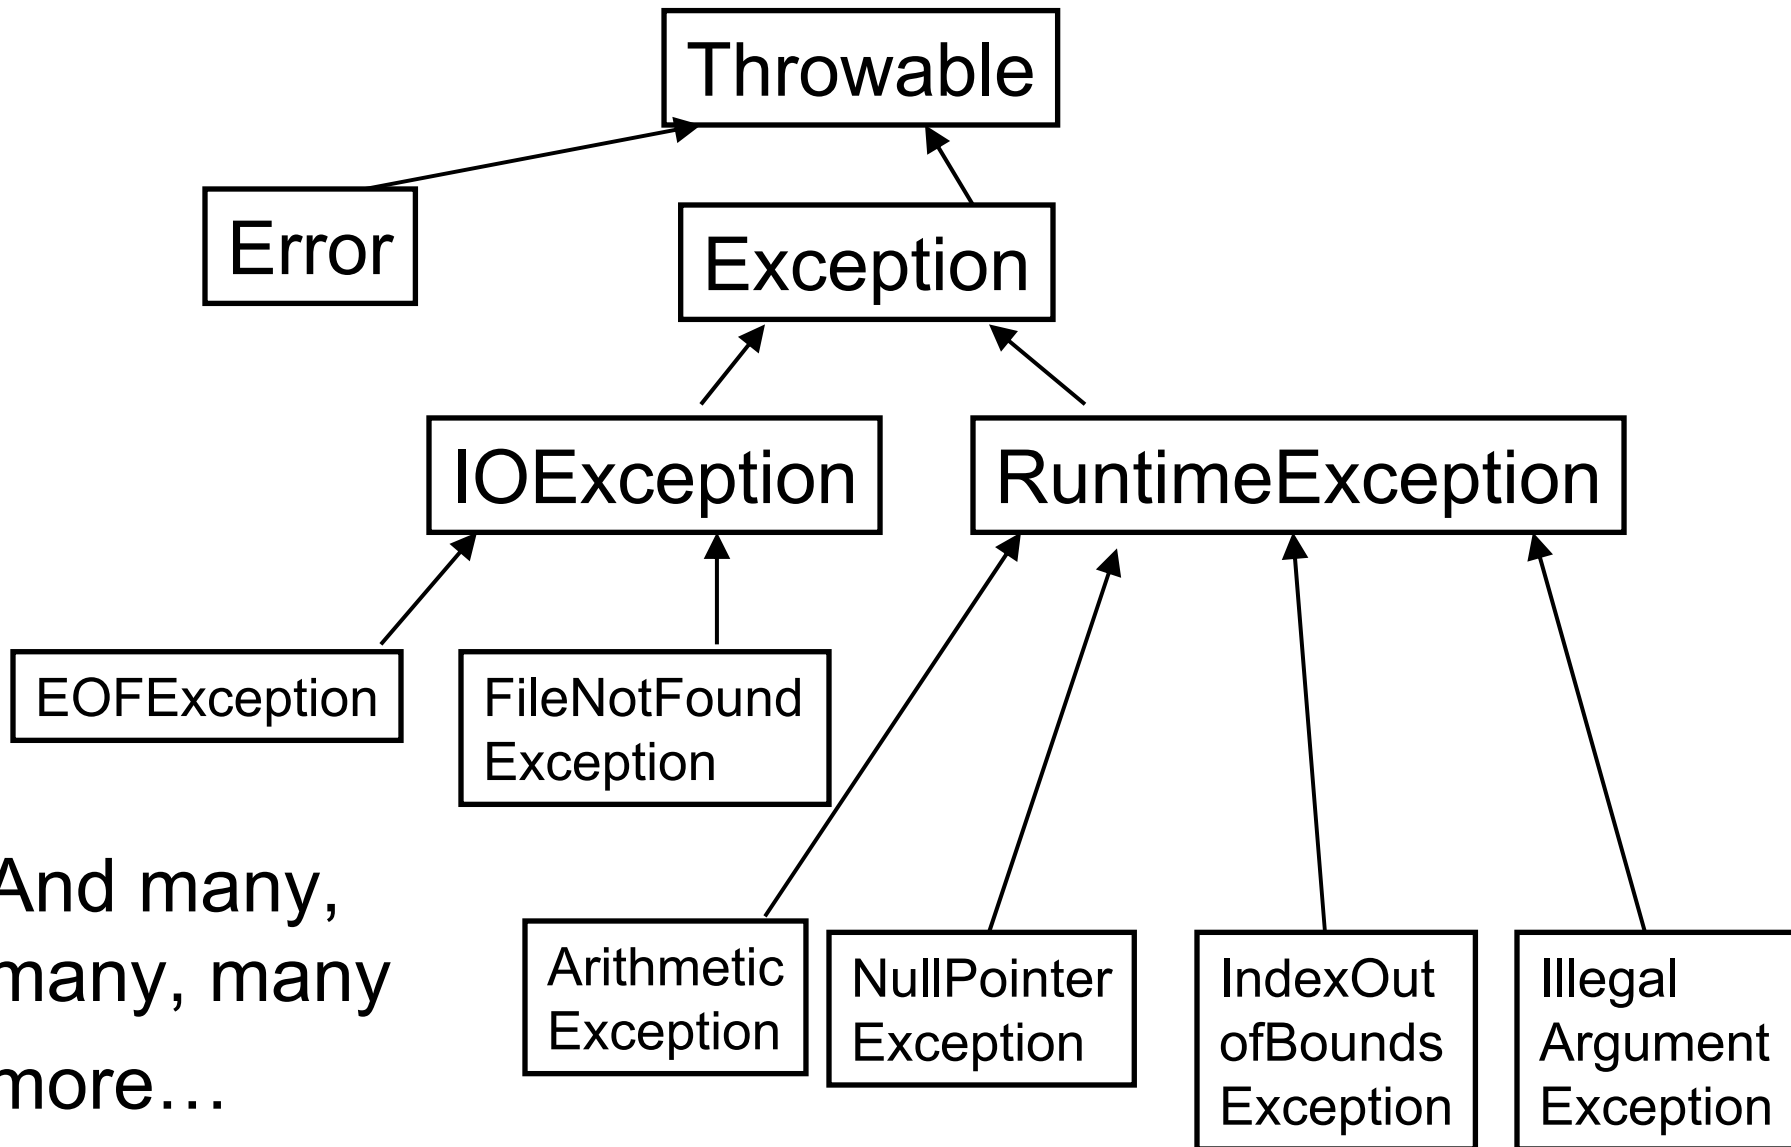 Throwable
Error
Exception
IOException
RuntimeException
EOFException
FileNotFound
Exception
And many,
many, many
more…
Arithmetic
Exception
NullPointer
Exception
IndexOut
ofBounds
Exception
Illegal
Argument
Exception